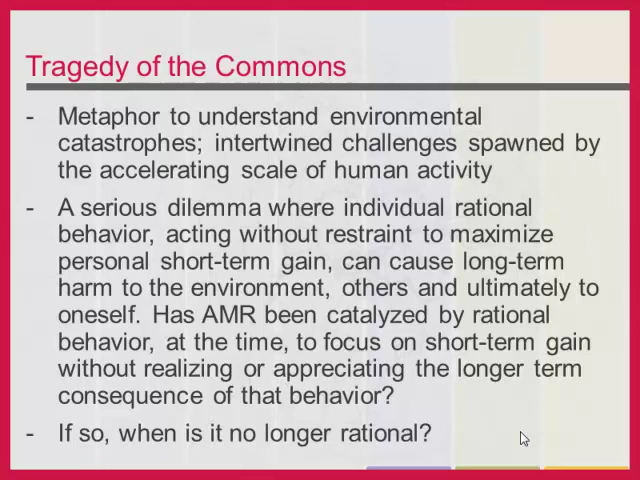 Tragedy of the Commons
- Metaphor to understand environmental
catastrophes; intertwined challenges spawned by
the accelerating scale of human activity
- A serious dilemma where individual rational
behavior, acting without restraint to maximize
personal short-term gain, can cause long-term
harm to the environment, others and ultimately to
oneself. Has AMR been catalyzed by rational
behavior, at the time, to focus on short-term gain
without realizing or appreciating the longer term
consequence of that behavior?
- If so, when is it no longer rational?